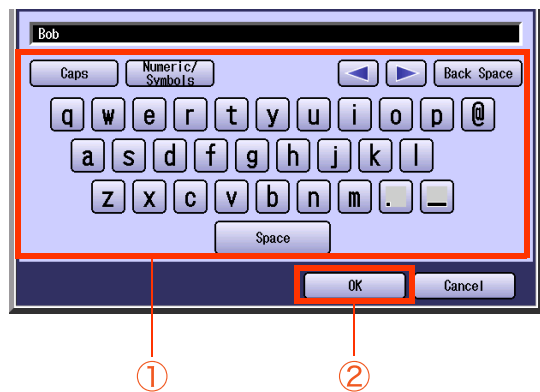 Bob
Caps Numeric/ Symbols Back Space
q w e r t y u i o p @
a s d f g h j k l
z x c v b n m . _
Space
OK Cancel
① ②